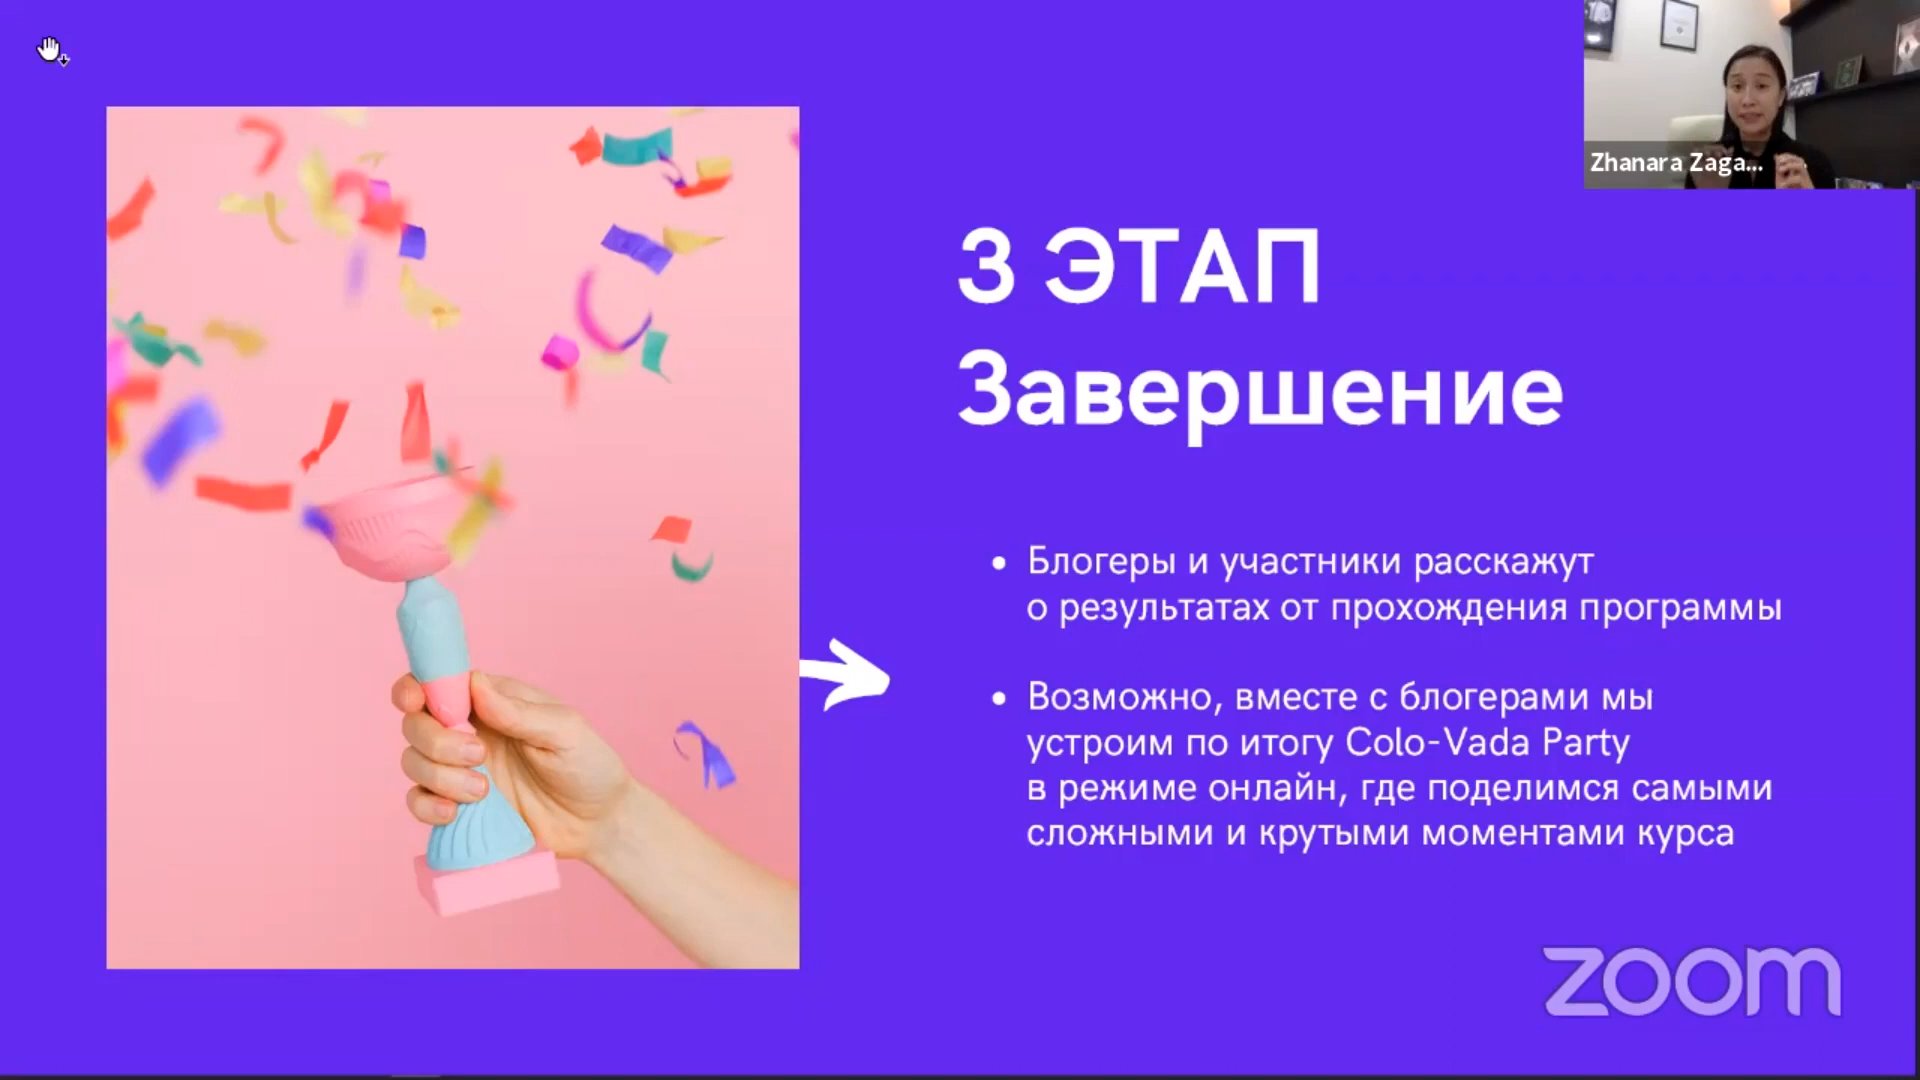 Zhanara Zaga...
3 ЭТАП
Завершение
• Блогеры и участники расскажут
о результатах от прохождения программы
• Возможно, вместе с блогерами мы
устроим по итогу Colo-Vada Party
в режиме онлайн, где поделимся самыми
сложными и крутыми моментами курса
zoom